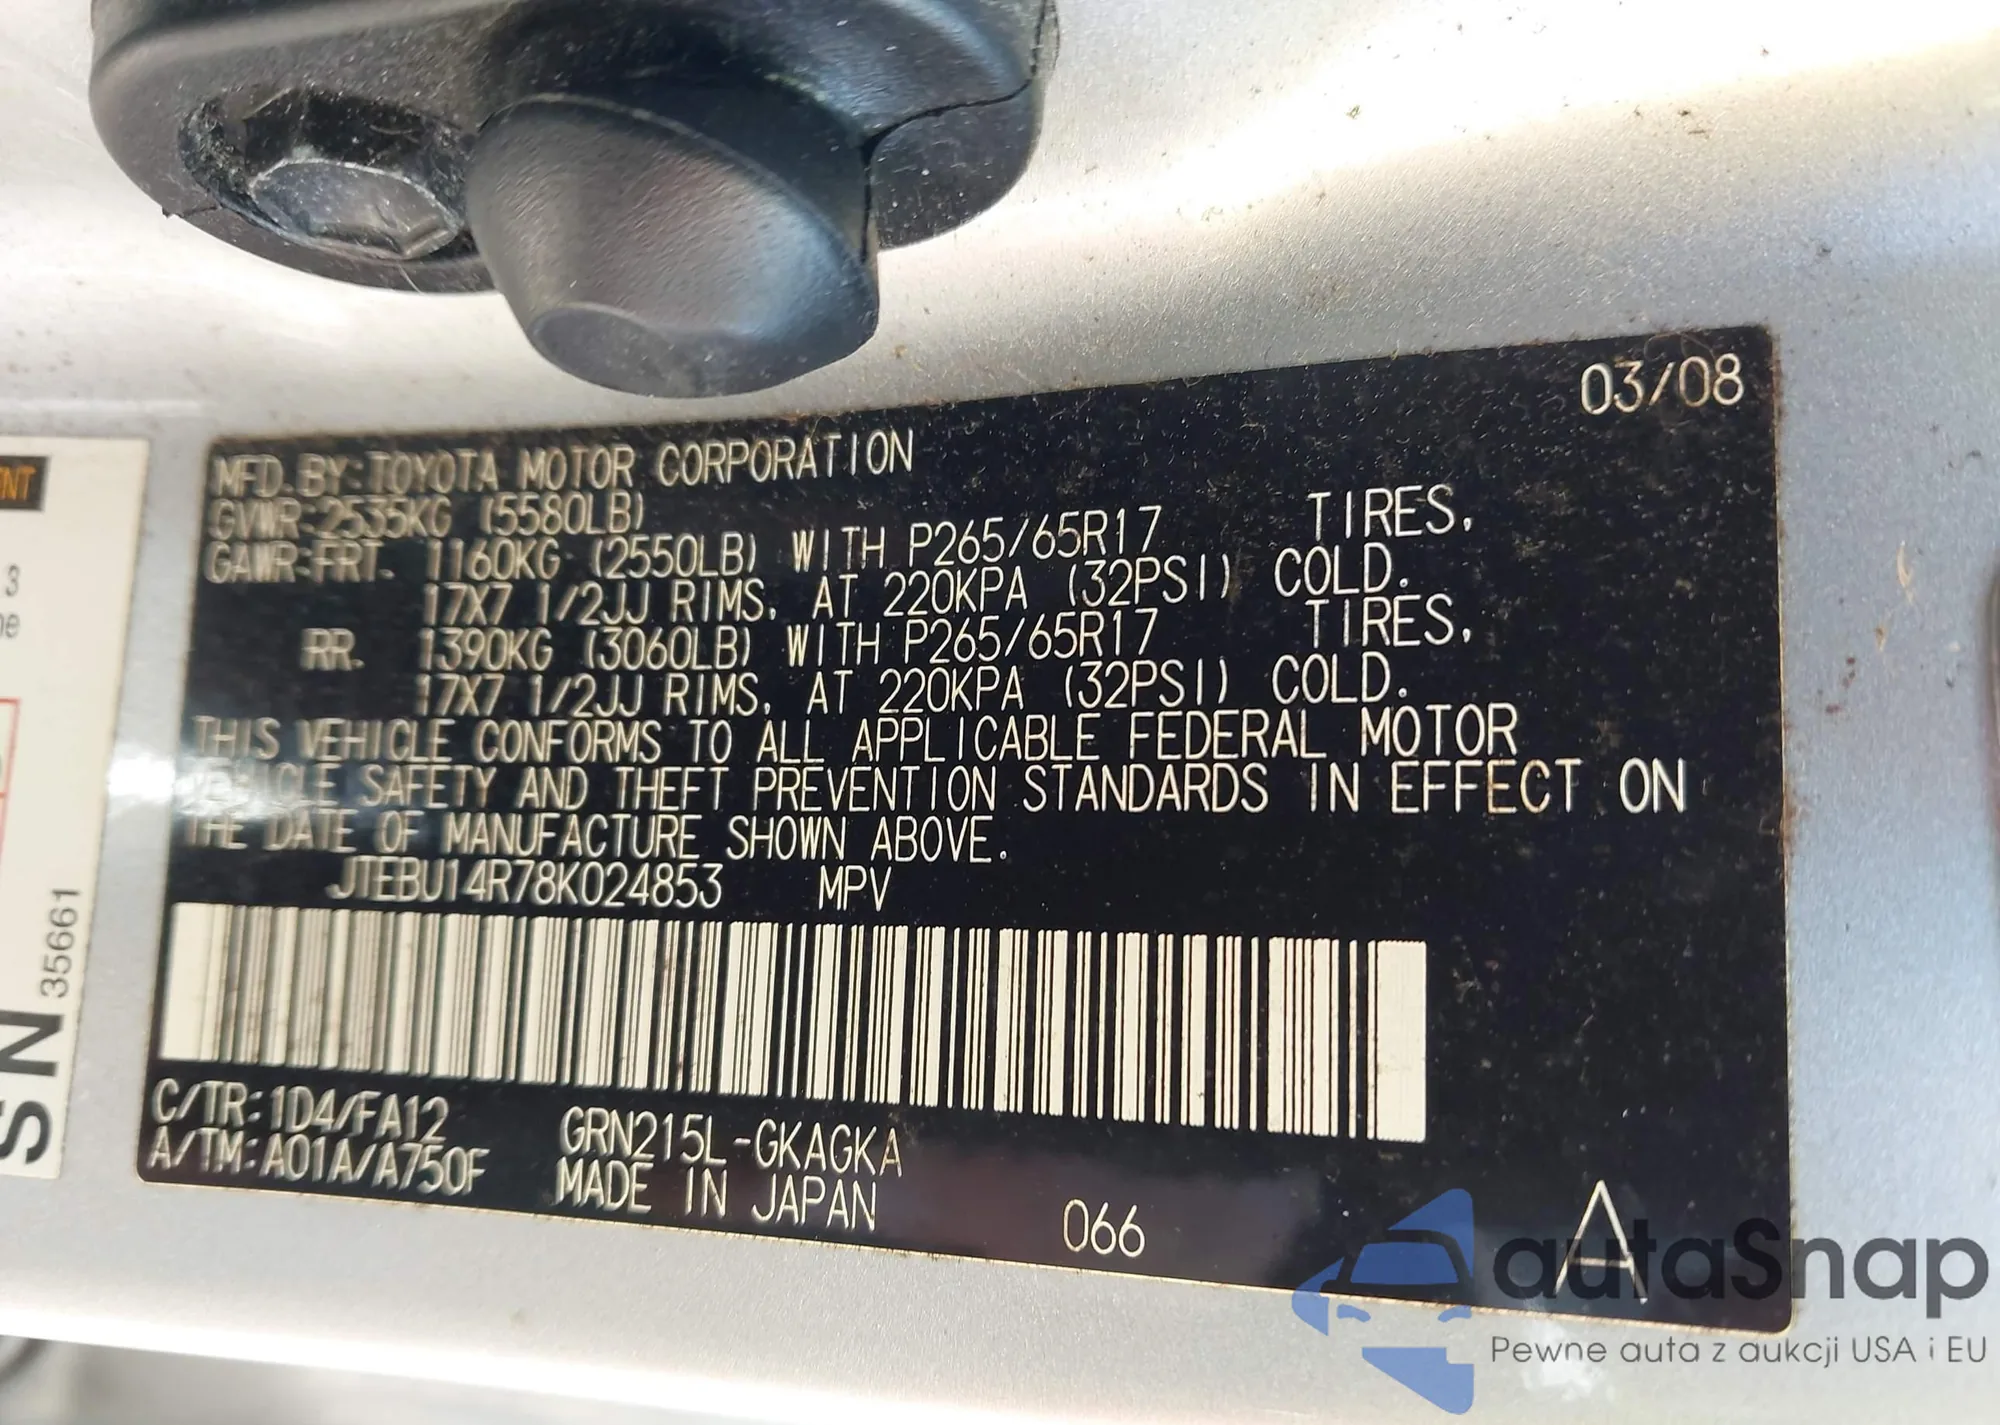 03/08
MFD. BY: TOYOTA MOTOR CORPORATION
GVWR: 2535KG (5580LB)
GAWR: FRT. 1160KG (2550LB) WITH P265/65R17 TIRES,
17X7 1/2JJ RIMS, AT 220KPA (32PSI) COLD.
RR. 1390KG (3060LB) WITH P265/65R17 TIRES,
17X7 1/2JJ RIMS, AT 220KPA (32PSI) COLD.
THIS VEHICLE CONFORMS TO ALL APPLICABLE FEDERAL MOTOR
VEHICLE SAFETY AND THEFT PREVENTION STANDARDS IN EFFECT ON
THE DATE OF MANUFACTURE SHOWN ABOVE.
JTEBU14R78K024853 MPV
C/TR: 1D4/FA12
A/TM: A01A/A750F
GRN215L-GKAGKA
MADE IN JAPAN
066
A
NT
3
SN 35661
autaSnap
Pewne auta z aukcji USA i EU